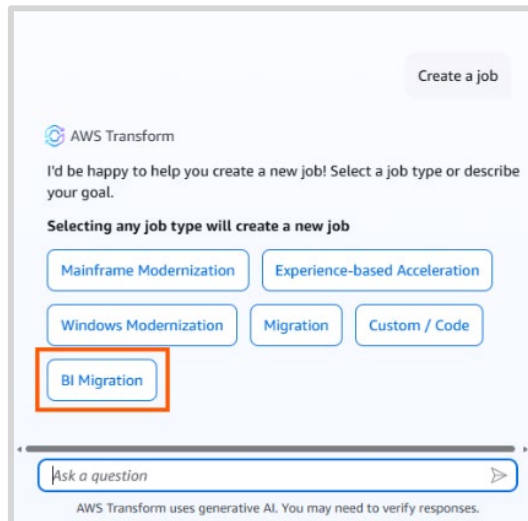 Create a job
AWS Transform
I'd be happy to help you create a new job! Select a job type or describe
your goal.
Selecting any job type will create a new job
Mainframe Modernization
Experience-based Acceleration
Windows Modernization
Migration
Custom / Code
BI Migration
Ask a question
AWS Transform uses generative AI. You may need to verify responses.